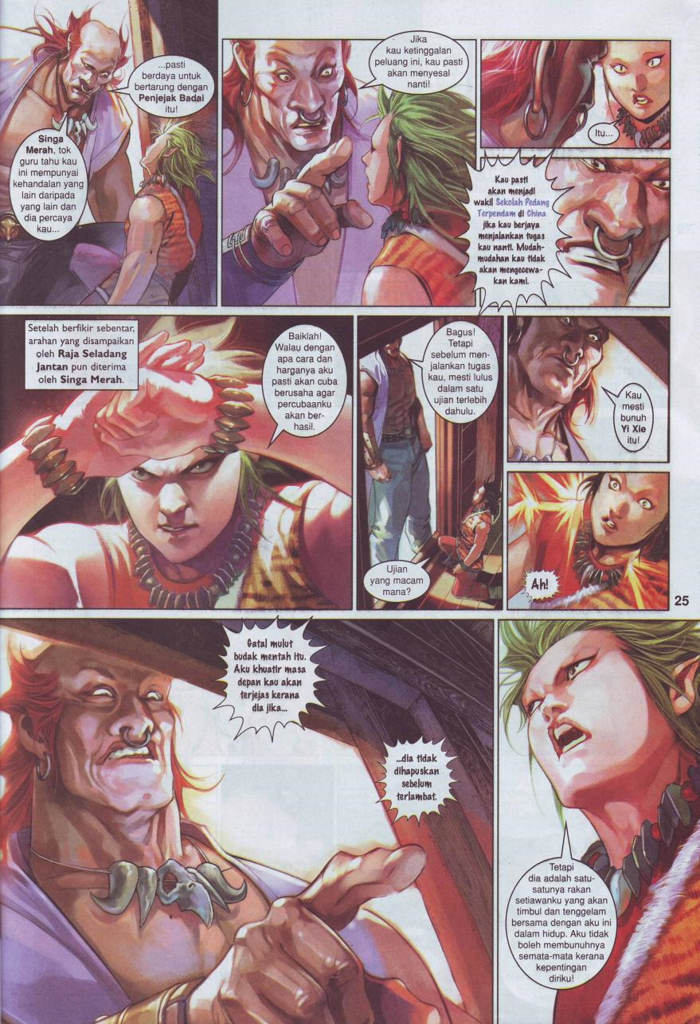 Singa
Merah, tok
guru tahu kau
ini mempunyai
kehandalan yang
lain daripada
yang lain dan
dia percaya
kau...
...pasti
berdaya untuk
bertarung dengan
Penjejak Badai
itu!
Jika
kau ketinggalan
peluang ini, kau pasti
akan menyesal
nanti!
Itu...
Kau pasti
akan menjadi
wakil Sekolah Pedang
Terpendam di China
jika kau berjaya
menjalankan tugas
kau nanti. Mudah-
mudahan kau tidak
akan mengecewa-
kan kami!
Setelah berfikir sebentar,
arahan yang disampaikan
oleh Raja Seladang
Jantan pun diterima
oleh Singa Merah.
Baiklah!
Walau dengan
apa cara dan
harganya aku
pasti akan cuba
berusaha agar
percubaanku
akan ber-
hasil.
Bagus!
Tetapi
sebelum men-
jalankan tugas
kau, mesti lulus
dalam satu
ujian terlebih
dahulu.
Ujian
yang macam
mana?
Kau
mesti
bunuh
Yi Xie
itu!
Ah!
25
Gatal mulut
budak mentah itu.
Aku khuatir masa
depan kau akan
terjejas kerana
dia jika...
...dia tidak
dihapuskan
sebelum
terlambat.
Tetapi
dia adalah satu-
satunya rakan
setiawanku yang akan
timbul dan tenggelam
bersama dengan aku ini
dalam hidup. Aku tidak
boleh membunuhnya
semata-mata kerana
kepentingan
diriku!